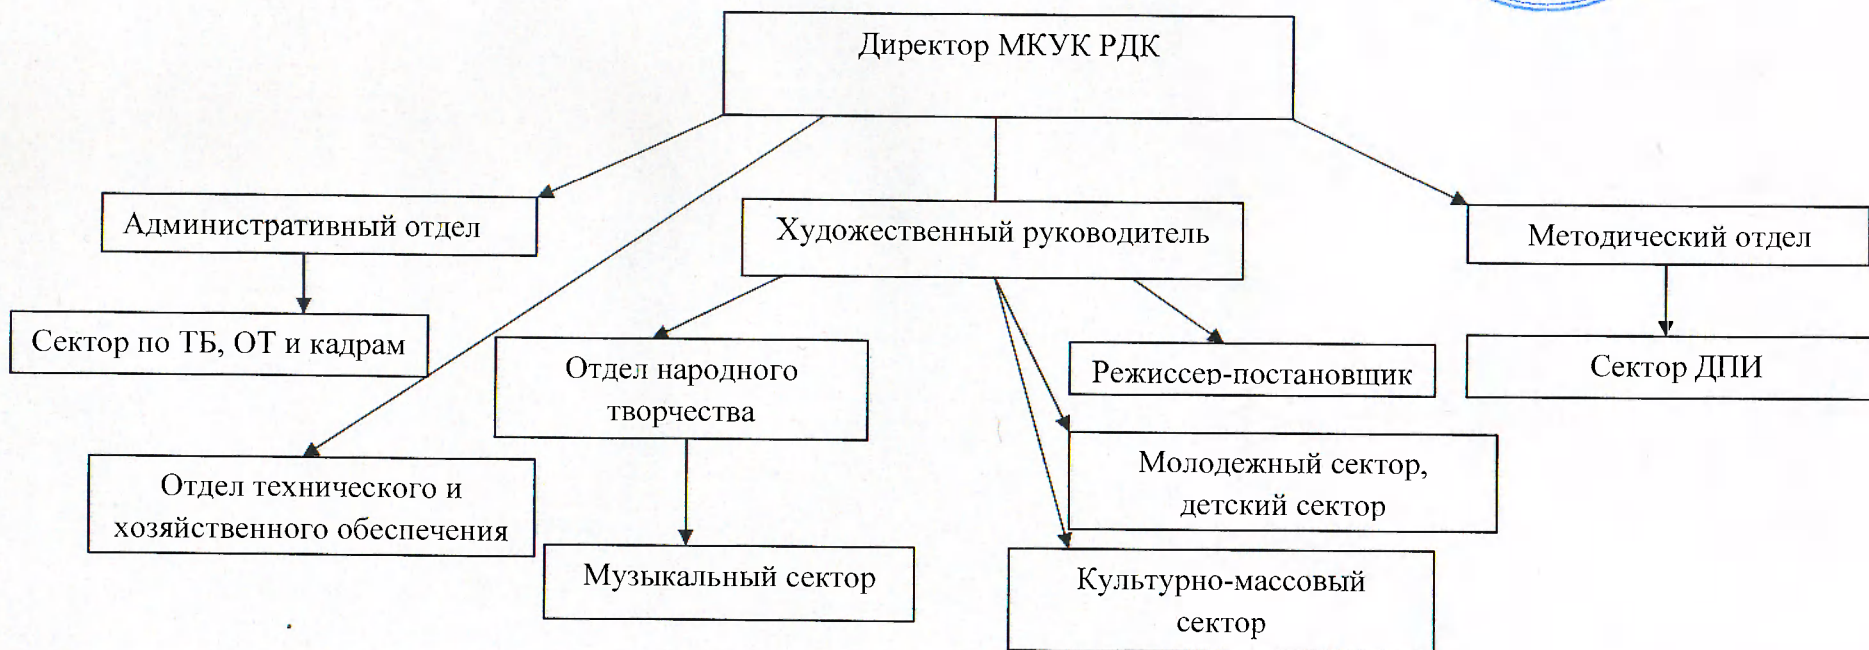 Директор МКУК РДК
Административный отдел
Художественный руководитель
Методический отдел
Сектор по ТБ, ОТ и кадрам
Отдел народного
творчества
Режиссер-постановщик
Сектор ДПИ
Отдел технического и
хозяйственного обеспечения
Молодежный сектор,
детский сектор
Музыкальный сектор
Культурно-массовый
сектор